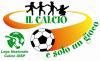 IL CALCIO
è solo un gioco
Lega Nazionale
Calcio UISP